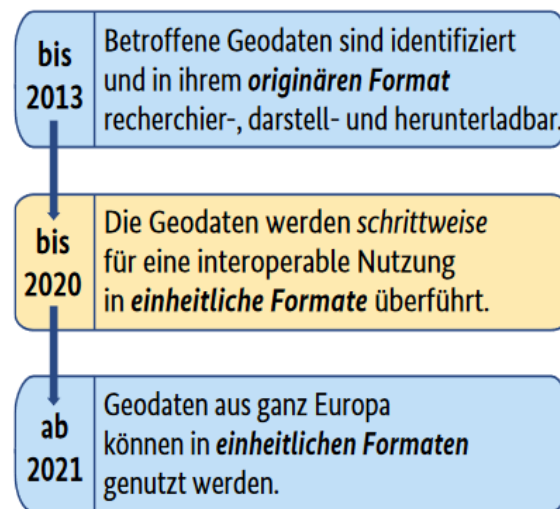 bis
2013
Betroffene Geodaten sind identifiziert
und in ihrem originären Format
recherchier-, darstell- und herunterladbar.
bis
2020
Die Geodaten werden schrittweise
für eine interoperable Nutzung
in einheitliche Formate überführt.
ab
2021
Geodaten aus ganz Europa
können in einheitlichen Formaten
genutzt werden.